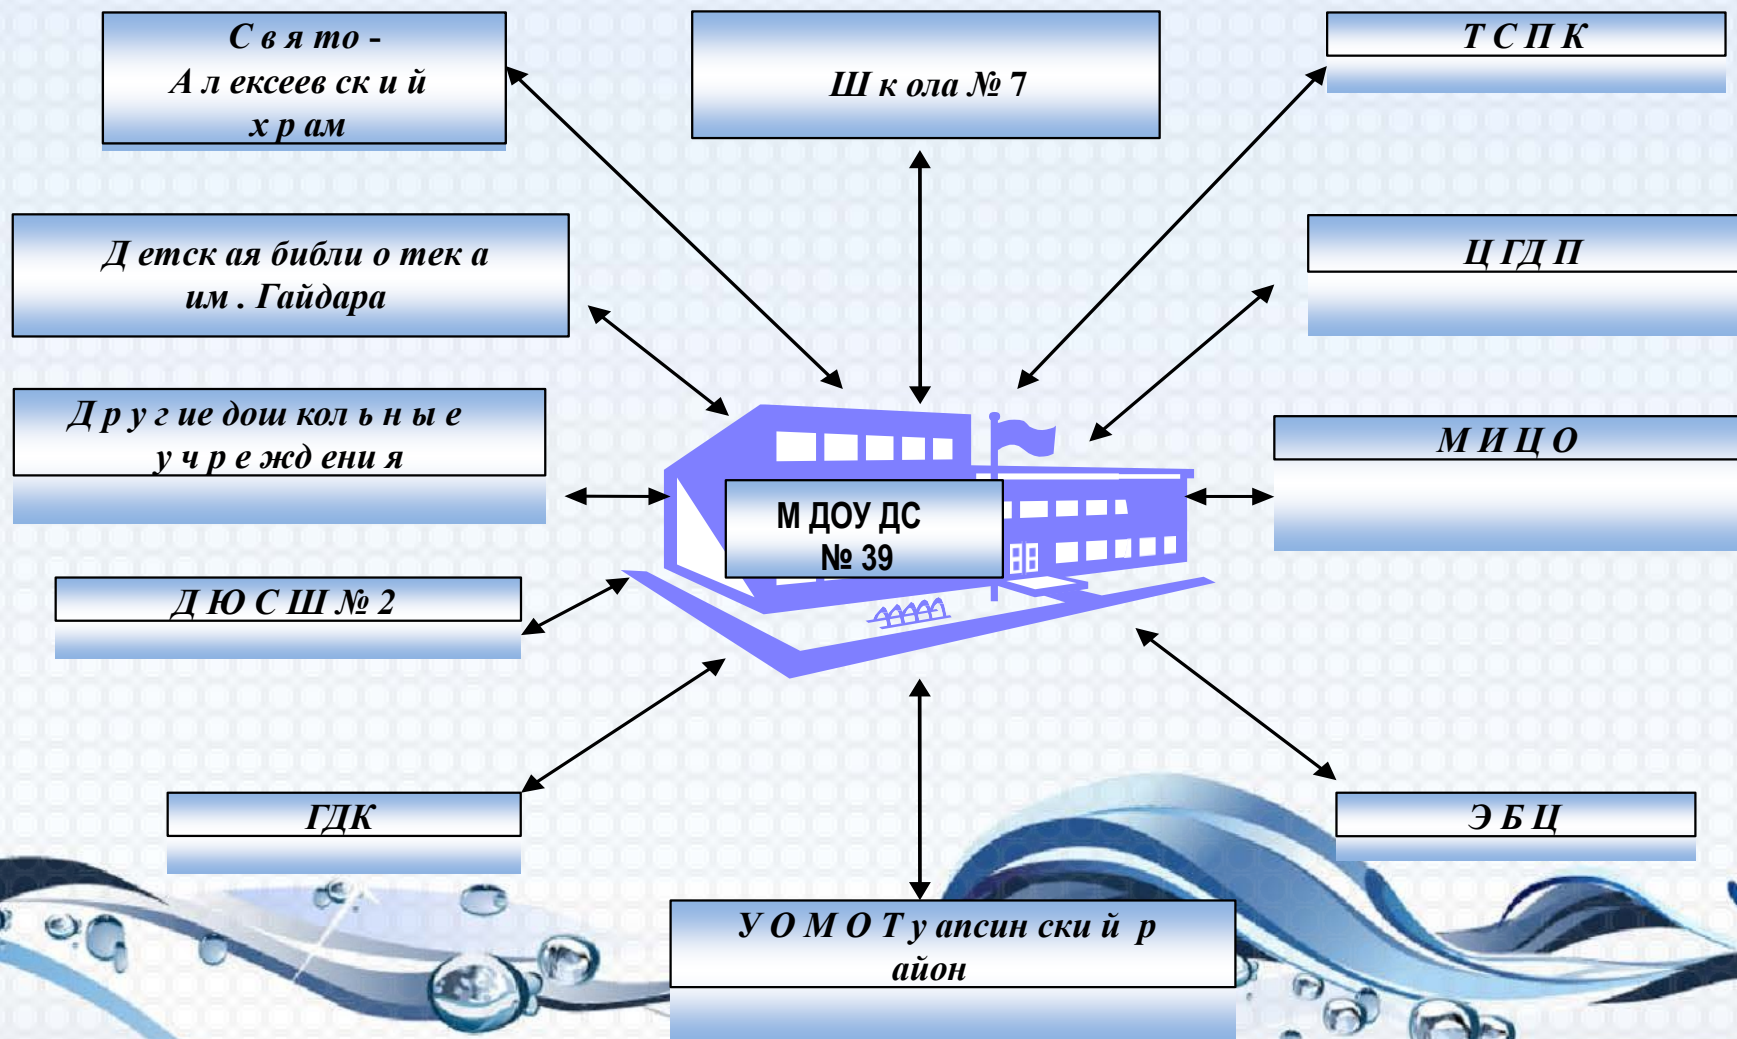 Свято-
Алексеевский
храм
Школа № 7
ТСПК
Детская библиотека
им. Гайдара
ЦГДП
Другие дошкольные
учреждения
МИЦО
МДОУ ДС
№ 39
ДЮСШ № 2
ГДК
ЭБЦ
УОМО Туапсинский р
айон